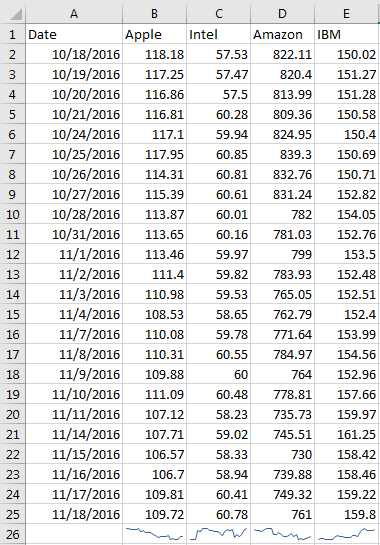 A B C D E
1 Date Apple Intel Amazon IBM
2 10/18/2016 118.18 57.53 822.11 150.02
3 10/19/2016 117.25 57.47 820.4 151.27
4 10/20/2016 116.86 57.5 813.99 151.28
5 10/21/2016 116.81 60.28 809.36 150.58
6 10/24/2016 117.1 59.94 824.95 150.4
7 10/25/2016 117.95 60.85 839.3 150.69
8 10/26/2016 114.31 60.81 832.76 150.71
9 10/27/2016 115.39 60.61 831.24 152.82
10 10/28/2016 113.87 60.01 782 154.05
11 10/31/2016 113.65 60.16 781.03 152.76
12 11/1/2016 113.46 59.97 799 153.5
13 11/2/2016 111.4 59.82 783.93 152.48
14 11/3/2016 110.98 59.53 765.05 152.51
15 11/4/2016 108.53 58.65 762.79 152.4
16 11/7/2016 110.08 59.78 771.64 153.99
17 11/8/2016 110.31 60.55 784.97 154.56
18 11/9/2016 109.88 60 764 152.96
19 11/10/2016 111.09 60.48 778.81 157.66
20 11/11/2016 107.12 58.23 735.73 159.97
21 11/14/2016 107.71 59.02 745.51 161.25
22 11/15/2016 106.57 58.33 730 158.42
23 11/16/2016 106.7 58.94 739.88 158.46
24 11/17/2016 109.81 60.41 749.32 159.22
25 11/18/2016 109.72 60.78 761 159.8
26